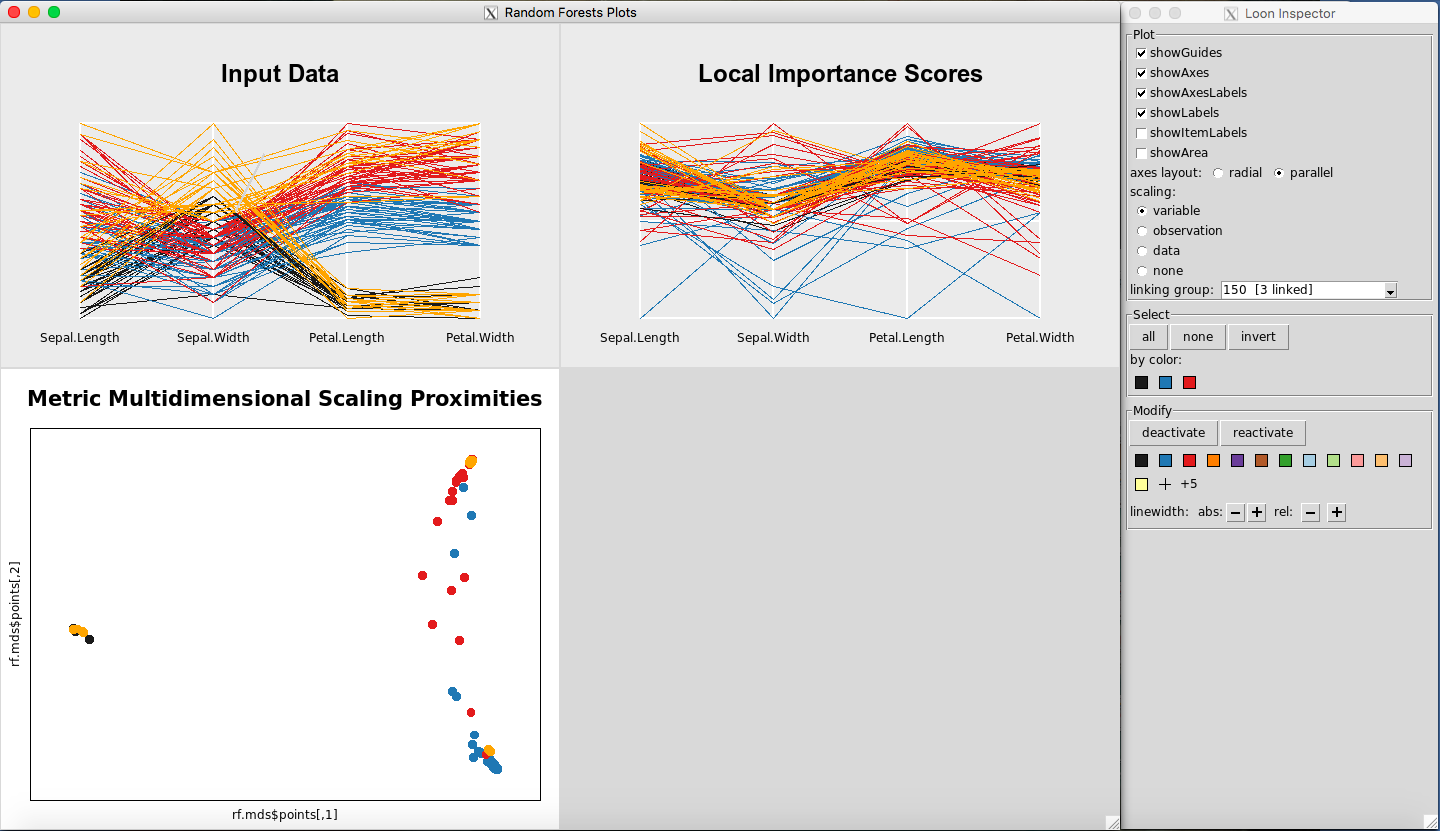 Random Forests Plots
Input Data
Sepal.Length Sepal.Width Petal.Length Petal.Width
Local Importance Scores
Sepal.Length Sepal.Width Petal.Length Petal.Width
Metric Multidimensional Scaling Proximities
rf.mds$points[,2]
rf.mds$points[,1]
Loon Inspector
Plot
showGuides
showAxes
showAxesLabels
showLabels
showItemLabels
showArea
axes layout: radial parallel
scaling:
variable
observation
data
none
linking group: 150 [3 linked]
Select
all none invert
by color:
Modify
deactivate reactivate
+5
linewidth: abs: − + rel: − +